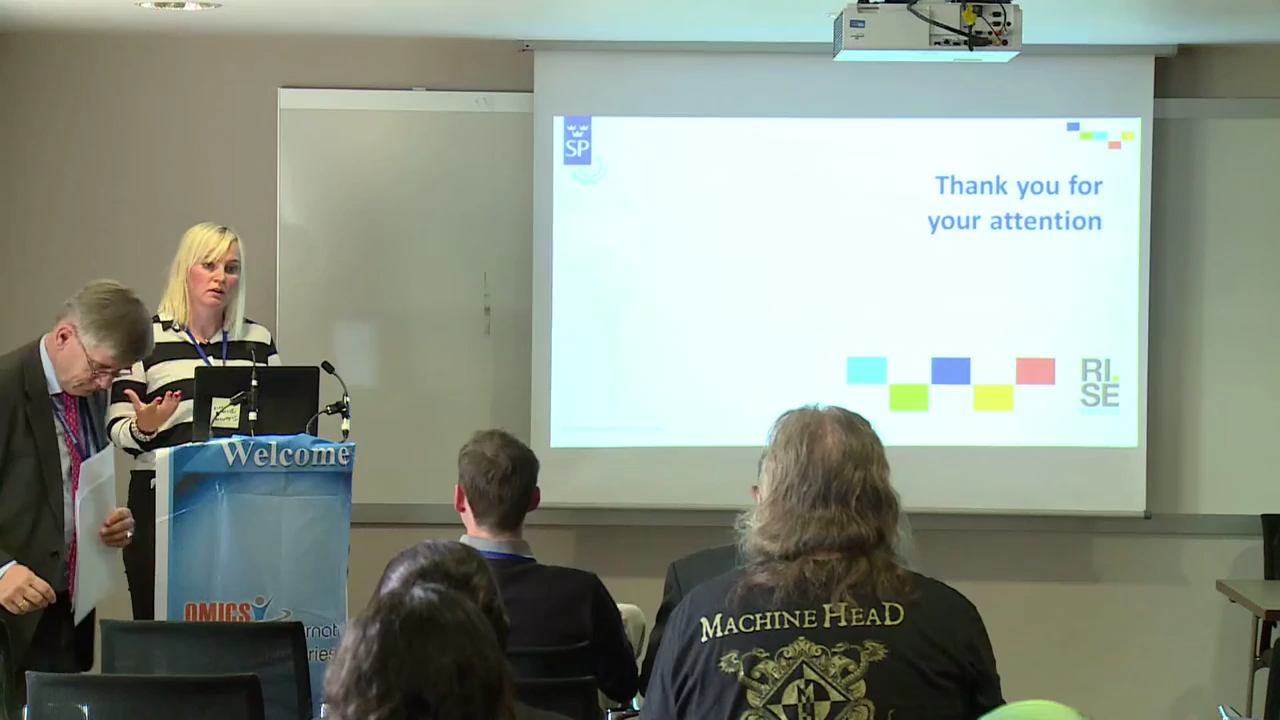 SP
Thank you for
your attention
RI.
SE
Welcome
OMICS
MACHINE HEAD